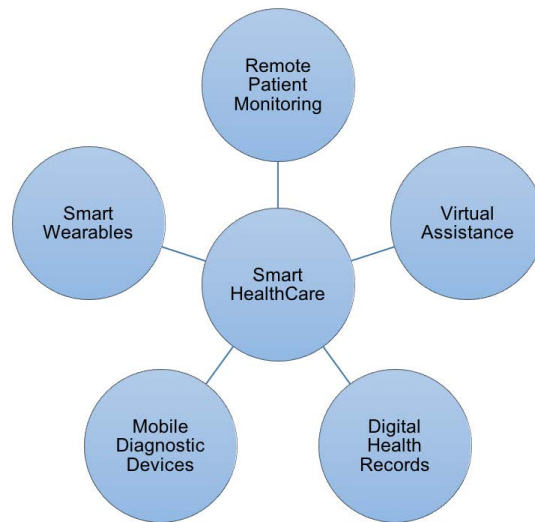 Remote
Patient
Monitoring
Smart
Wearables
Virtual
Assistance
Smart
HealthCare
Mobile
Diagnostic
Devices
Digital
Health
Records